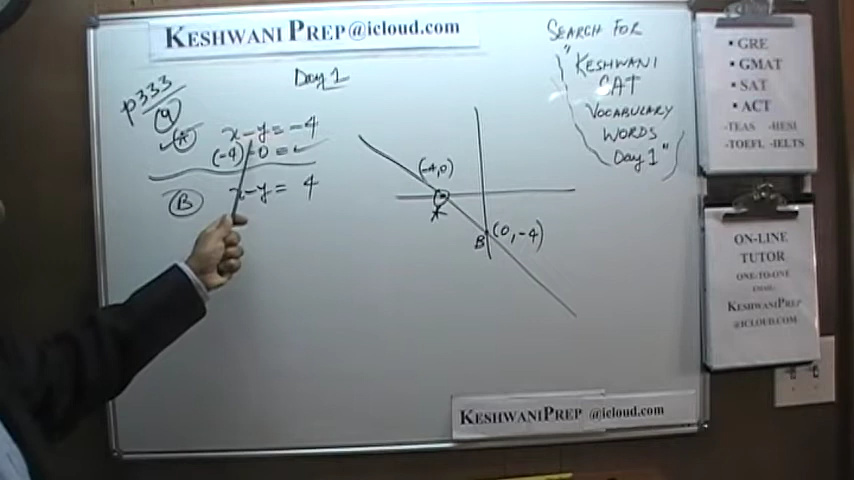 KESHWANI PREP@icloud.com
Day 1
p333
9
A
x-y=-4
(-4)-0=
B
x-y= 4
(-4,0)
A
B
(0,-4)
SEARCH FOR
"KESHWANI
CAT
VOCABULARY
WORDS
Day 1"
▪ GRE
▪ GMAT
▪ SAT
▪ ACT
-TEAS -HESI
-TOEFL -IELTS
ON-LINE
TUTOR
ONE-TO-ONE
EMAIL:
KESHWANIPREP
@ICLOUD.COM
KESHWANIPREP @icloud.com